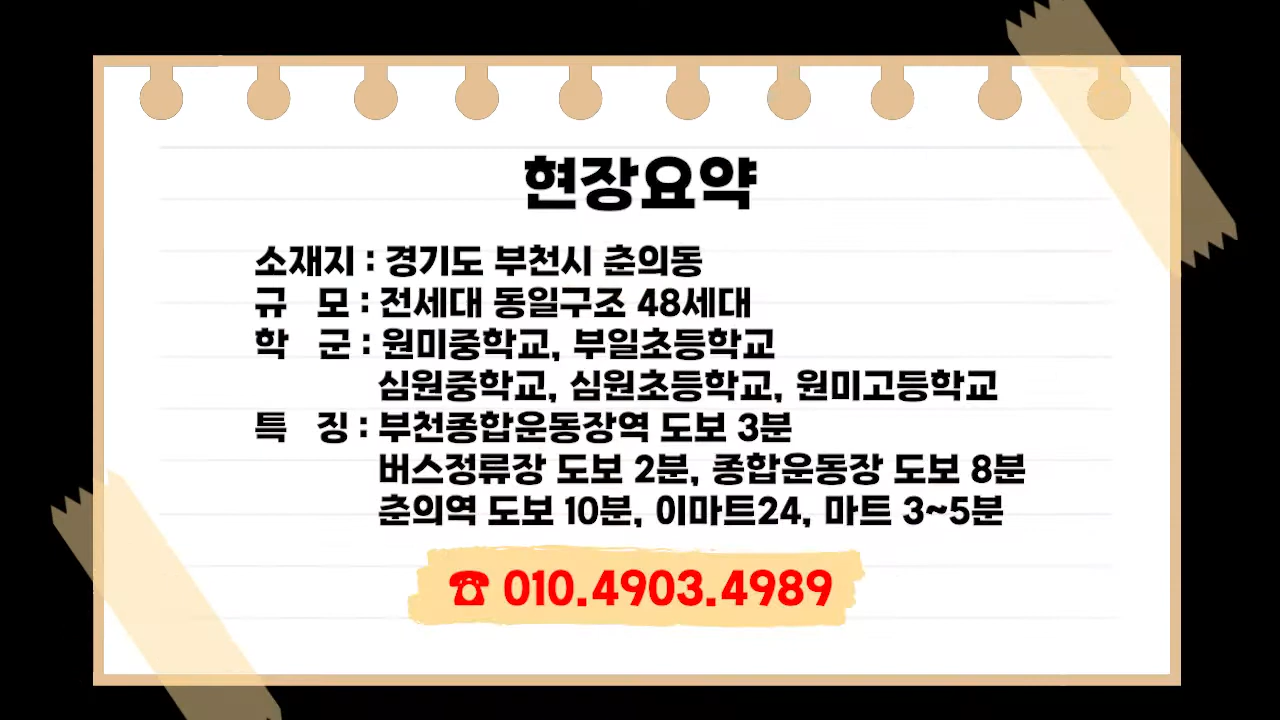 현장요약
소재지 : 경기도 부천시 춘의동
규 모 : 전세대 동일구조 48세대
학 군 : 원미중학교, 부일초등학교
심원중학교, 심원초등학교, 원미고등학교
특 징 : 부천종합운동장역 도보 3분
버스정류장 도보 2분, 종합운동장 도보 8분
춘의역 도보 10분, 이마트24, 마트 3~5분
☎ 010.4903.4989